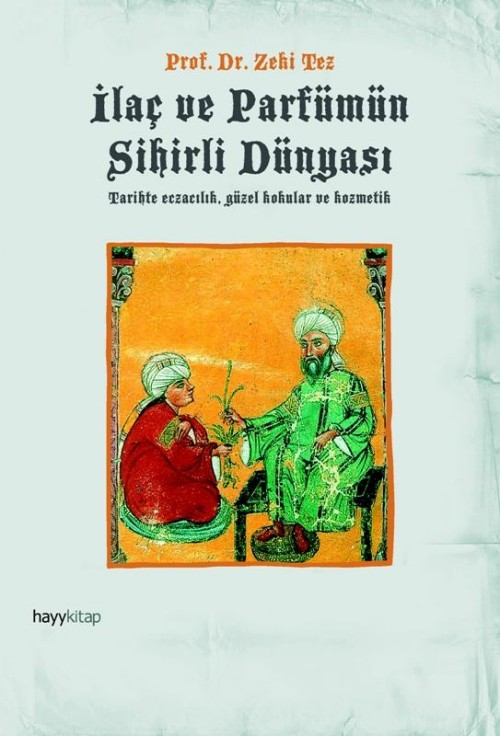 Prof. Dr. Zeki Tez
İlaç ve Parfümün
Sihirli Dünyası
Tarihte eczacılık, güzel kokular ve kozmetik
hayykitap